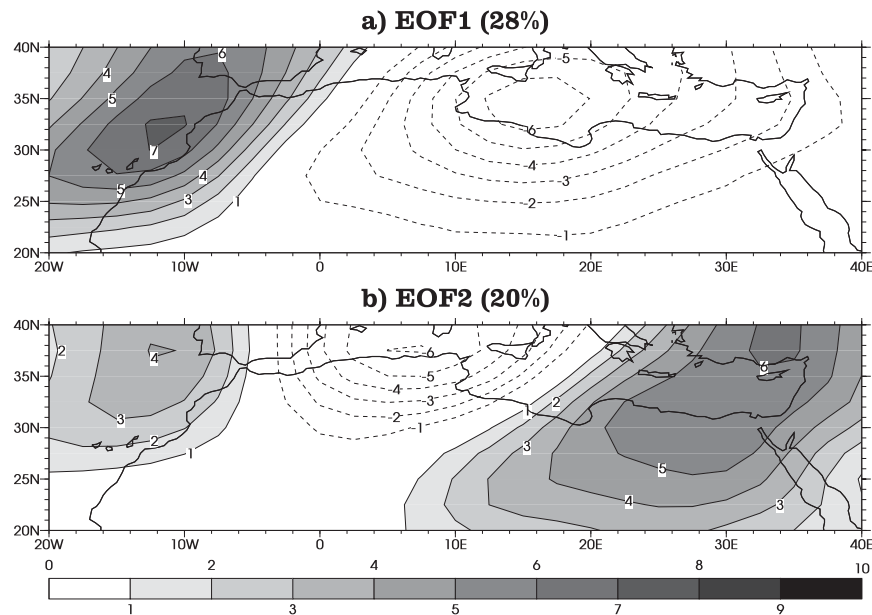 a) EOF1 (28%)
40N
35N
30N
25N
20N
20W 10W 0 10E 20E 30E 40E
4 5 6 7 5 4 3 1
-5 -6 -4 -3 -2 -1
b) EOF2 (20%)
40N
35N
30N
25N
20N
20W 10W 0 10E 20E 30E 40E
2 4 3 2 1
-6 -5 -4 -3 -2 -1
1 2 3 4 5 6 3
0 2 4 6 8 10
1 3 5 7 9